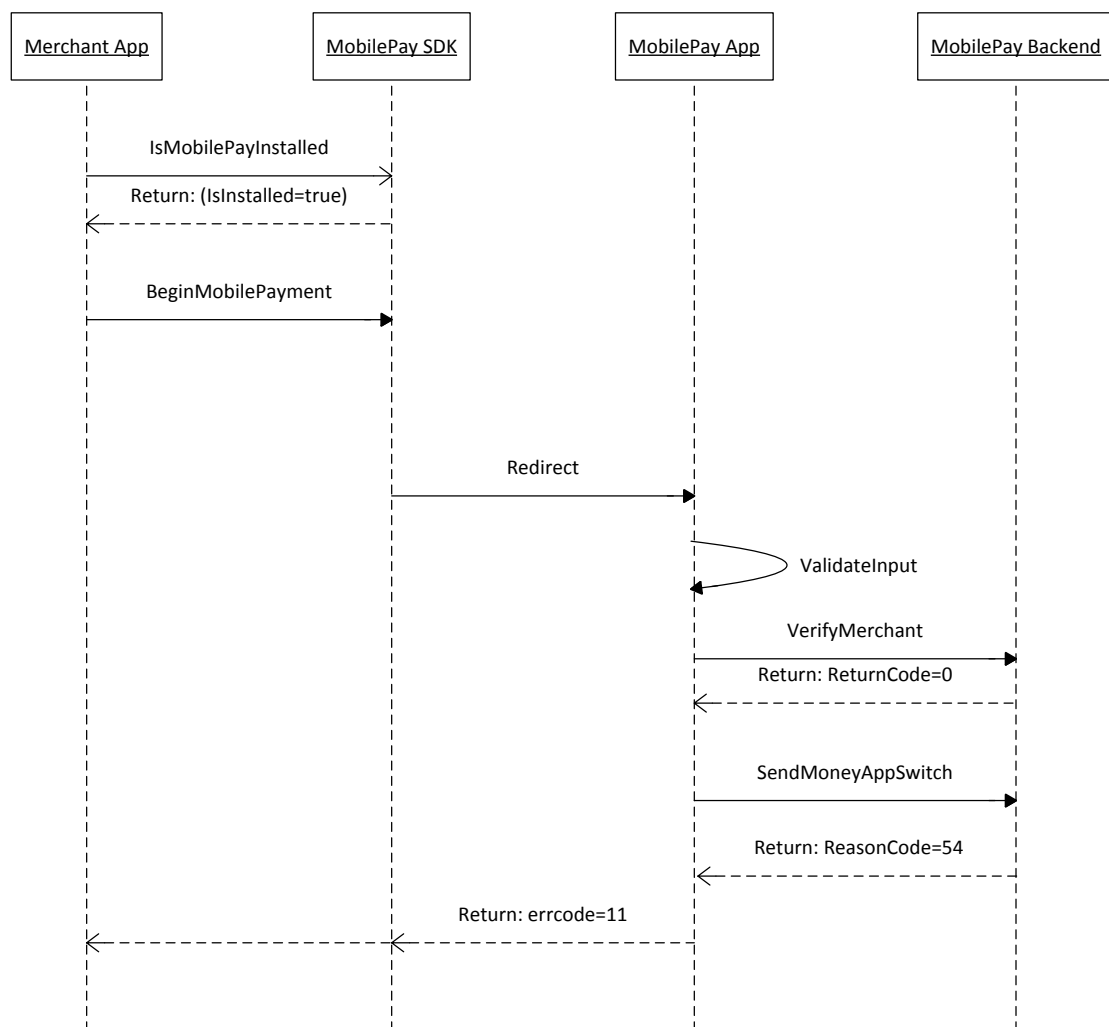 Merchant App
MobilePay SDK
MobilePay App
MobilePay Backend
IsMobilePayInstalled
Return: (IsInstalled=true)
BeginMobilePayment
Redirect
ValidateInput
VerifyMerchant
Return: ReturnCode=0
SendMoneyAppSwitch
Return: ReasonCode=54
Return: errcode=11